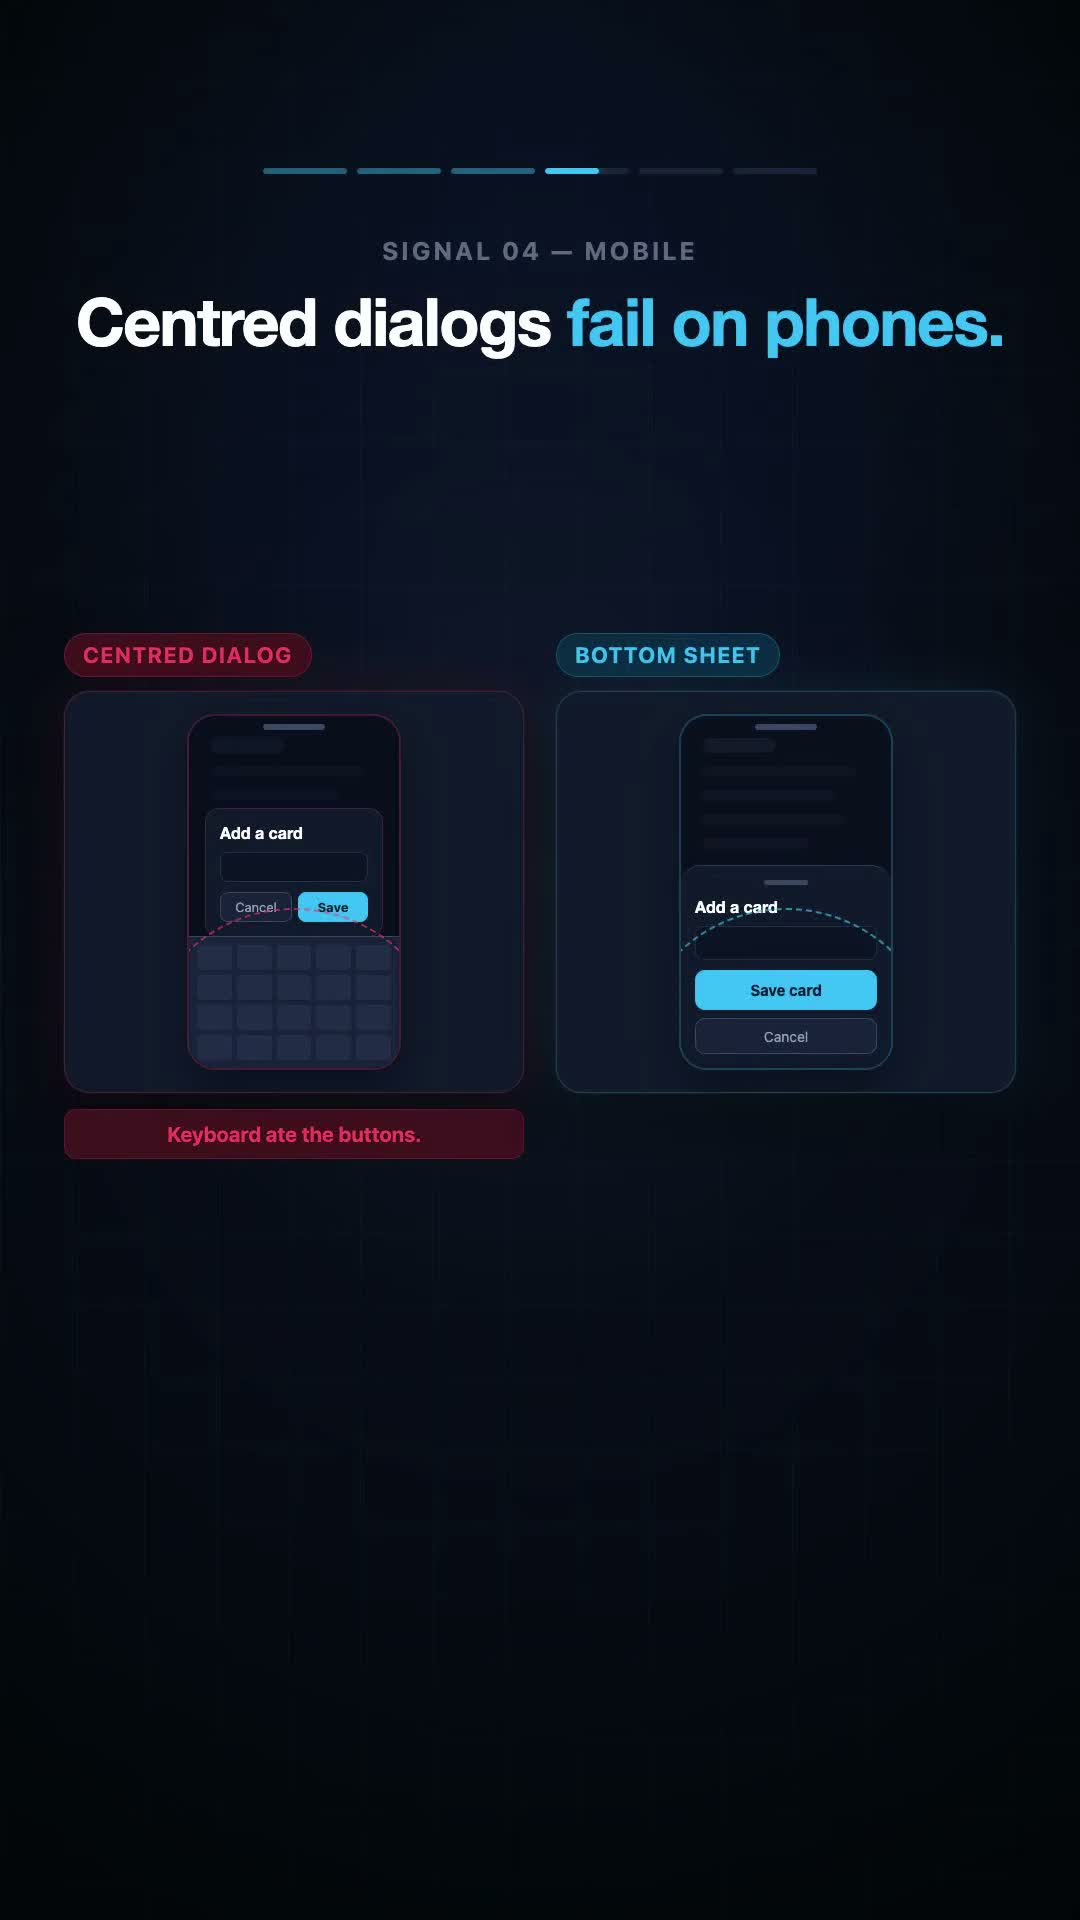 SIGNAL 04 — MOBILE
Centred dialogs fail on phones.
CENTRED DIALOG
Add a card
Cancel
Save
Keyboard ate the buttons.
BOTTOM SHEET
Add a card
Save card
Cancel